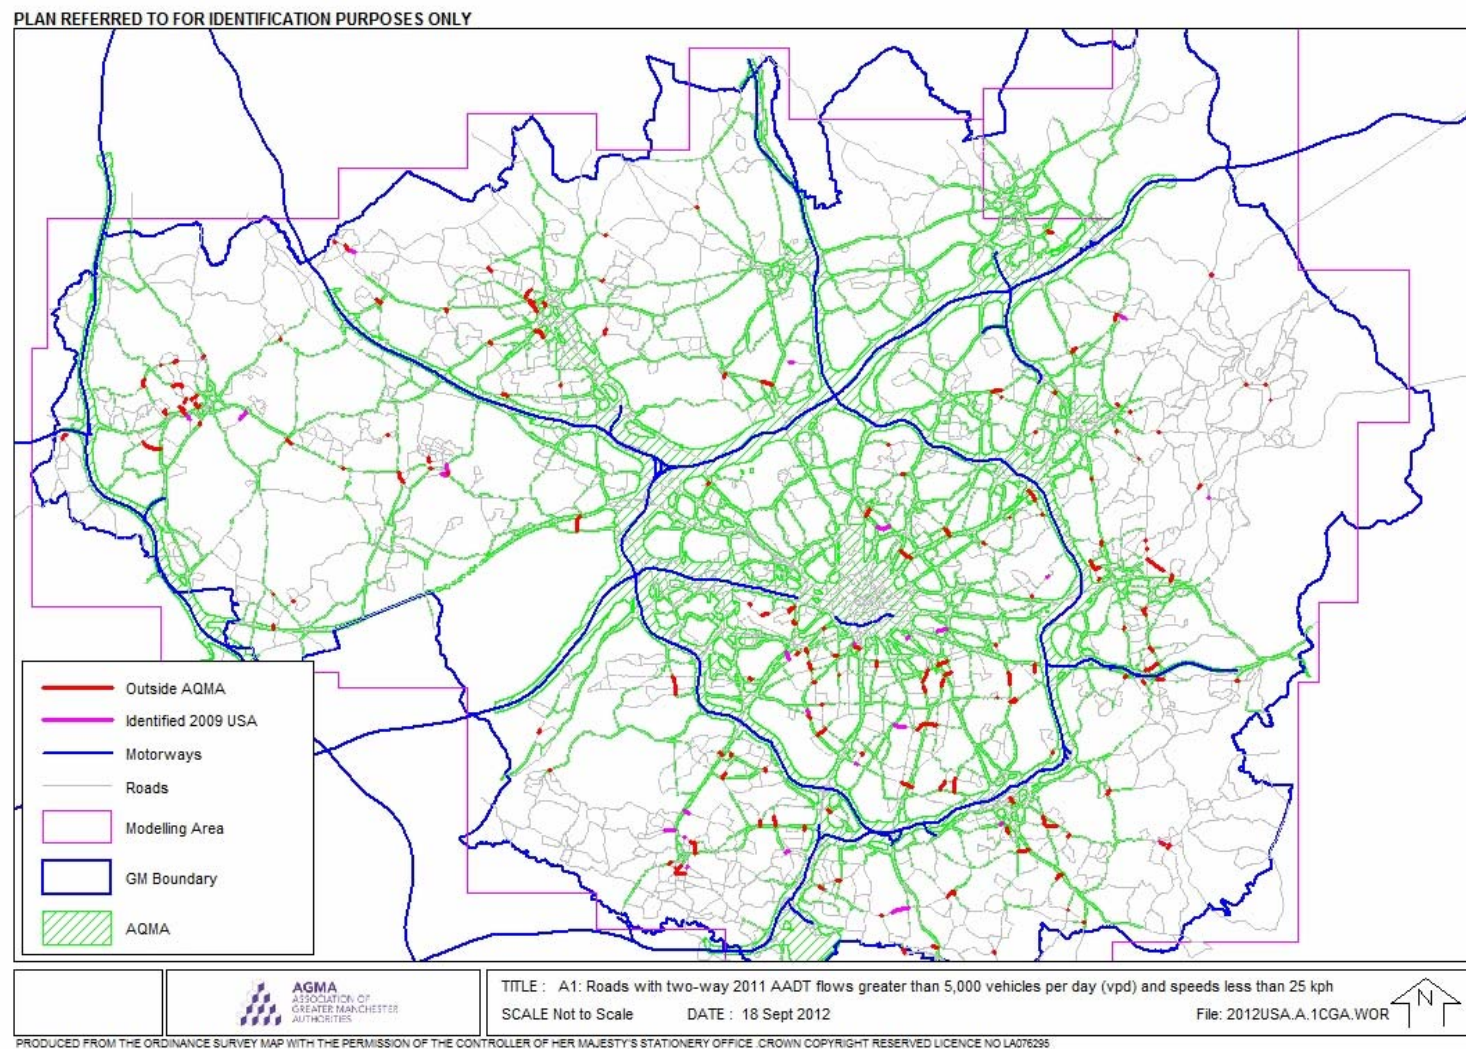 PLAN REFERRED TO FOR IDENTIFICATION PURPOSES ONLY
Outside AQMA
Identified 2009 USA
Motorways
Roads
Modelling Area
GM Boundary
AQMA
AGMA
ASSOCIATION OF
GREATER MANCHESTER
AUTHORITIES
TITLE : A1: Roads with two-way 2011 AADT flows greater than 5,000 vehicles per day (vpd) and speeds less than 25 kph
SCALE Not to Scale DATE : 18 Sept 2012 File: 2012USA.A.1CGA.WOR
N
PRODUCED FROM THE ORDNANCE SURVEY MAP WITH THE PERMISSION OF THE CONTROLLER OF HER MAJESTY'S STATIONERY OFFICE .CROWN COPYRIGHT RESERVED LICENCE NO LA076295